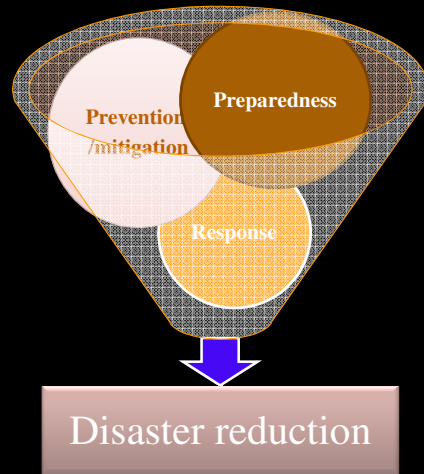 Preparedness
Prevention
/mitigation
Response
Disaster reduction